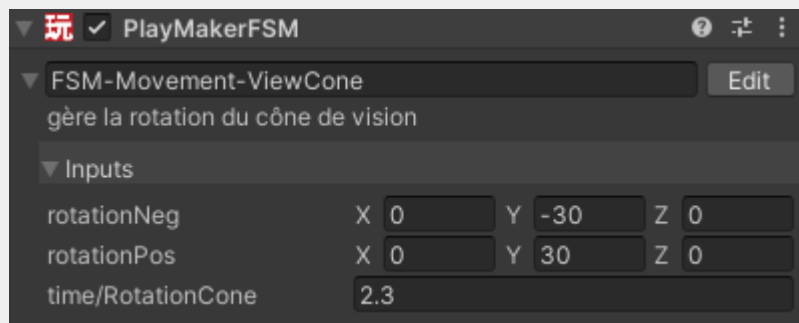 玩 PlayMakerFSM
FSM-Movement-ViewCone Edit
gère la rotation du cône de vision
Inputs
rotationNeg X 0 Y -30 Z 0
rotationPos X 0 Y 30 Z 0
time/RotationCone 2.3